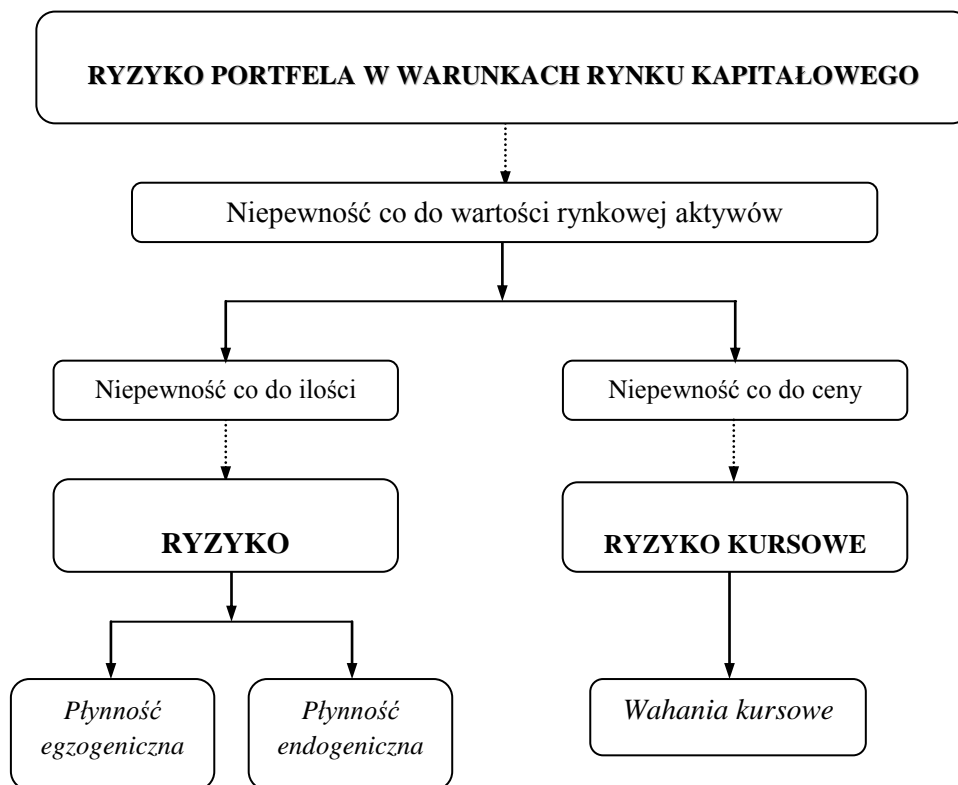 RYZYKO PORTFELA W WARUNKACH RYNKU KAPITAŁOWEGO
Niepewność co do wartości rynkowej aktywów
Niepewność co do ilości
Niepewność co do ceny
RYZYKO
RYZYKO KURSOWE
Płynność
egzogeniczna
Płynność
endogeniczna
Wahania kursowe